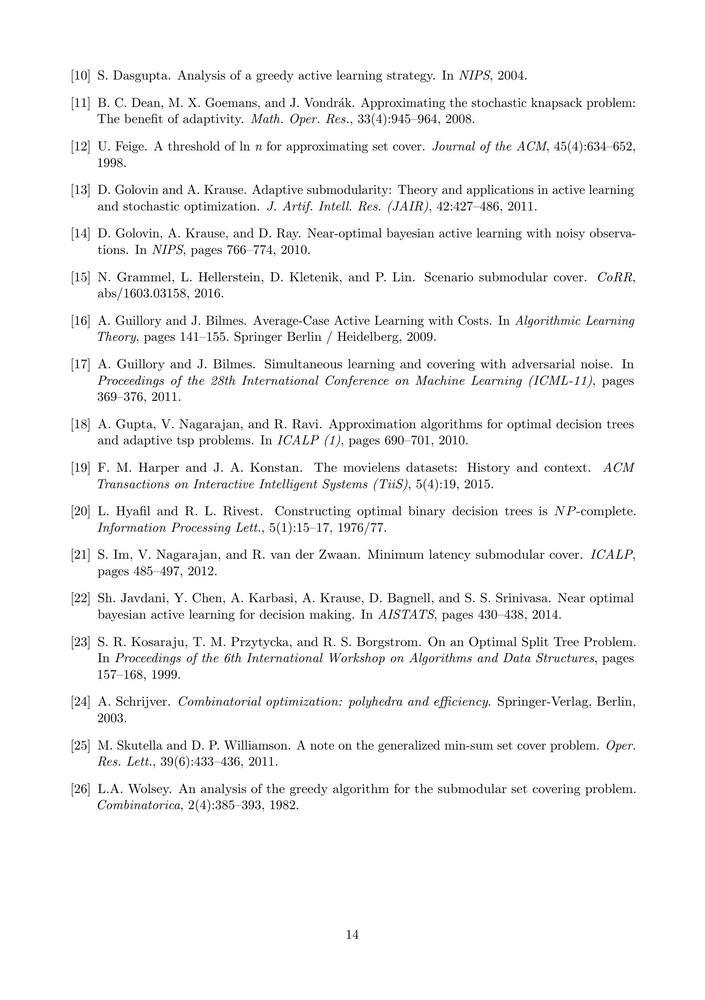 [10] S. Dasgupta. Analysis of a greedy active learning strategy. In NIPS, 2004.
[11] B. C. Dean, M. X. Goemans, and J. Vondrák. Approximating the stochastic knapsack problem:
The benefit of adaptivity. Math. Oper. Res., 33(4):945–964, 2008.
[12] U. Feige. A threshold of ln n for approximating set cover. Journal of the ACM, 45(4):634–652,
1998.
[13] D. Golovin and A. Krause. Adaptive submodularity: Theory and applications in active learning
and stochastic optimization. J. Artif. Intell. Res. (JAIR), 42:427–486, 2011.
[14] D. Golovin, A. Krause, and D. Ray. Near-optimal bayesian active learning with noisy observa-
tions. In NIPS, pages 766–774, 2010.
[15] N. Grammel, L. Hellerstein, D. Kletenik, and P. Lin. Scenario submodular cover. CoRR,
abs/1603.03158, 2016.
[16] A. Guillory and J. Bilmes. Average-Case Active Learning with Costs. In Algorithmic Learning
Theory, pages 141–155. Springer Berlin / Heidelberg, 2009.
[17] A. Guillory and J. Bilmes. Simultaneous learning and covering with adversarial noise. In
Proceedings of the 28th International Conference on Machine Learning (ICML-11), pages
369–376, 2011.
[18] A. Gupta, V. Nagarajan, and R. Ravi. Approximation algorithms for optimal decision trees
and adaptive tsp problems. In ICALP (1), pages 690–701, 2010.
[19] F. M. Harper and J. A. Konstan. The movielens datasets: History and context. ACM
Transactions on Interactive Intelligent Systems (TiiS), 5(4):19, 2015.
[20] L. Hyafil and R. L. Rivest. Constructing optimal binary decision trees is NP-complete.
Information Processing Lett., 5(1):15–17, 1976/77.
[21] S. Im, V. Nagarajan, and R. van der Zwaan. Minimum latency submodular cover. ICALP,
pages 485–497, 2012.
[22] Sh. Javdani, Y. Chen, A. Karbasi, A. Krause, D. Bagnell, and S. S. Srinivasa. Near optimal
bayesian active learning for decision making. In AISTATS, pages 430–438, 2014.
[23] S. R. Kosaraju, T. M. Przytycka, and R. S. Borgstrom. On an Optimal Split Tree Problem.
In Proceedings of the 6th International Workshop on Algorithms and Data Structures, pages
157–168, 1999.
[24] A. Schrijver. Combinatorial optimization: polyhedra and efficiency. Springer-Verlag, Berlin,
2003.
[25] M. Skutella and D. P. Williamson. A note on the generalized min-sum set cover problem. Oper.
Res. Lett., 39(6):433–436, 2011.
[26] L.A. Wolsey. An analysis of the greedy algorithm for the submodular set covering problem.
Combinatorica, 2(4):385–393, 1982.
14